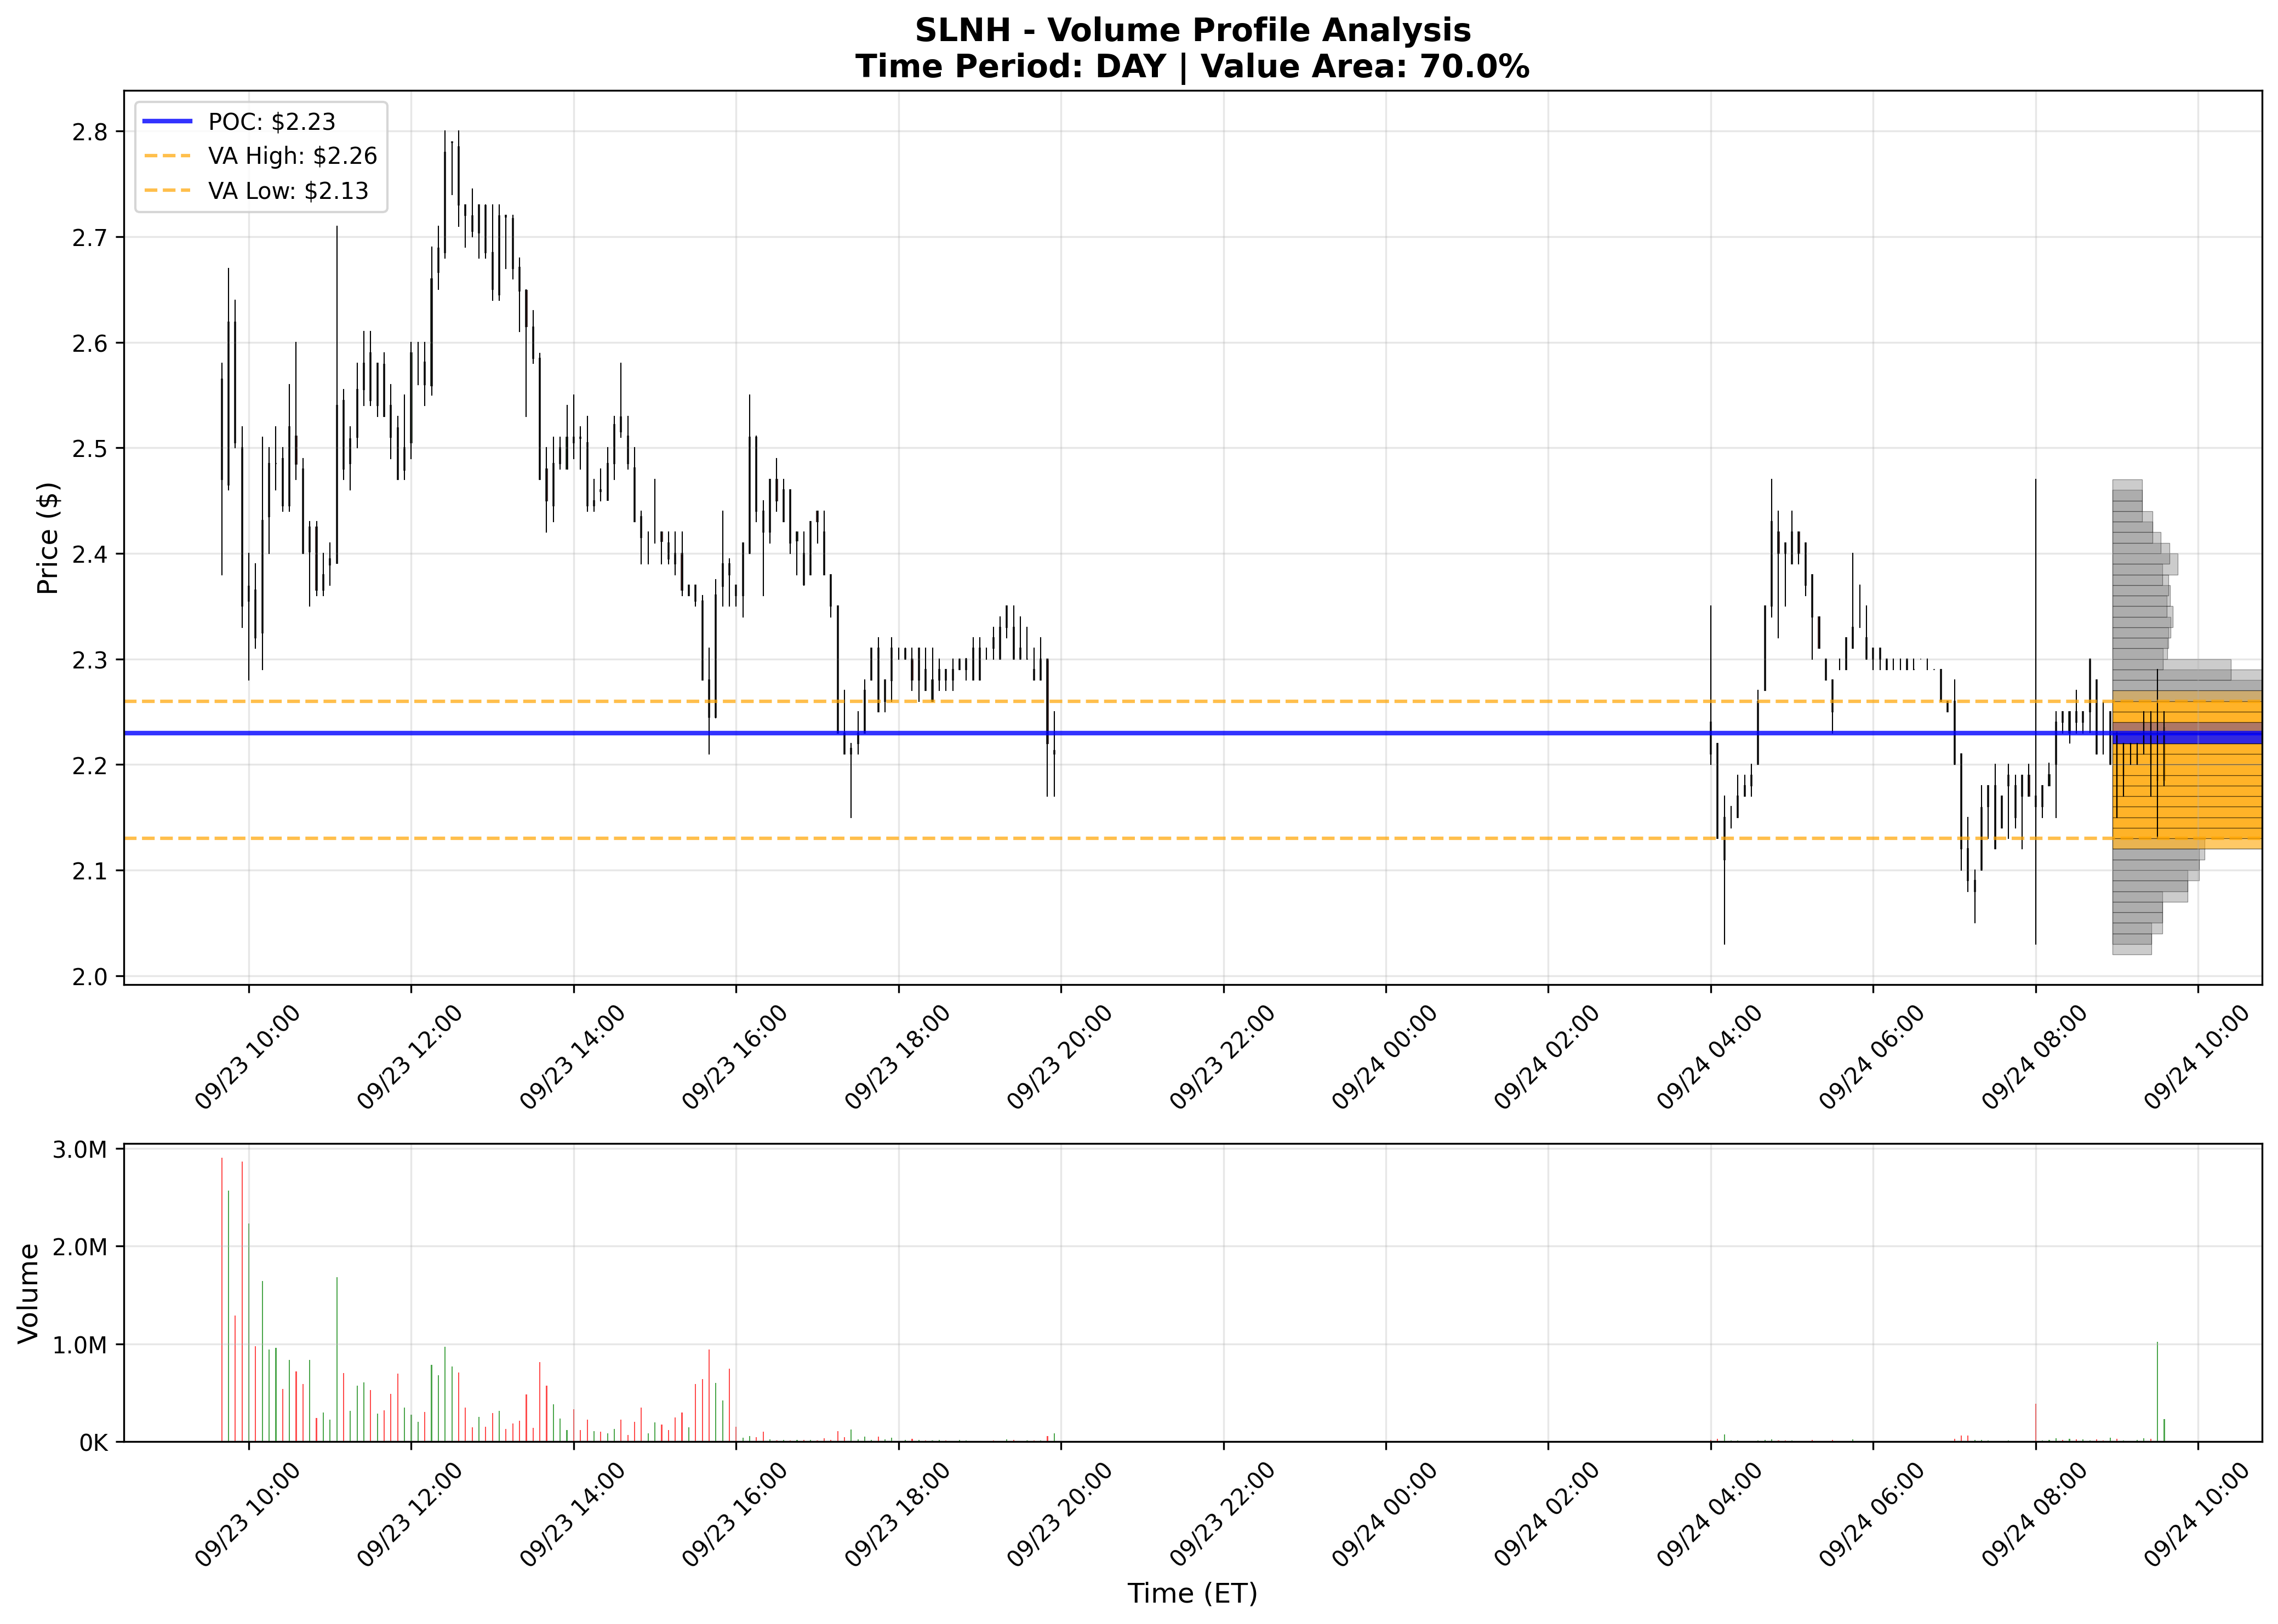 SLNH - Volume Profile Analysis
Time Period: DAY | Value Area: 70.0%
POC: $2.23
VA High: $2.26
VA Low: $2.13
Price ($)
2.8
2.7
2.6
2.5
2.4
2.3
2.2
2.1
2.0
09/23 10:00
09/23 12:00
09/23 14:00
09/23 16:00
09/23 18:00
09/23 20:00
09/23 22:00
09/24 00:00
09/24 02:00
09/24 04:00
09/24 06:00
09/24 08:00
09/24 10:00
Volume
3.0M
2.0M
1.0M
0K
09/23 10:00
09/23 12:00
09/23 14:00
09/23 16:00
09/23 18:00
09/23 20:00
09/23 22:00
09/24 00:00
09/24 02:00
09/24 04:00
09/24 06:00
09/24 08:00
09/24 10:00
Time (ET)